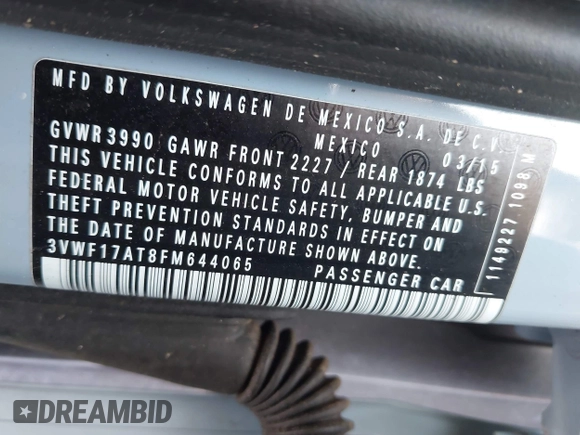 MFD BY VOLKSWAGEN DE MEXICO S.A. DE C.V.
MEXICO 03/15
GVWR 3990 GAWR FRONT 2227 / REAR 1874 LBS
THIS VEHICLE CONFORMS TO ALL APPLICABLE U.S.
FEDERAL MOTOR VEHICLE SAFETY, BUMPER AND
THEFT PREVENTION STANDARDS IN EFFECT ON
THE DATE OF MANUFACTURE SHOWN ABOVE.
3VWF17AT8FM644065 PASSENGER CAR
1149227 1098 M
DREAMBID